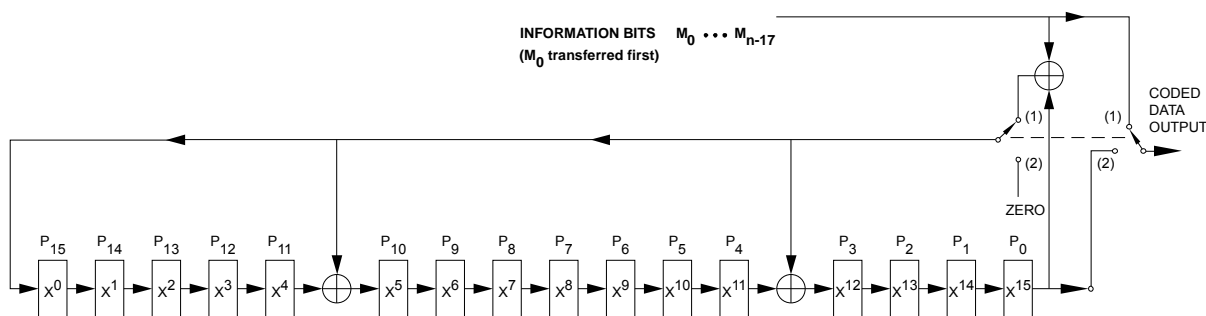 INFORMATION BITS M0 ••• Mn-17
(M0 transferred first)
CODED
DATA
OUTPUT
(1)
(1)
(2)
(2)
ZERO
P15 P14 P13 P12 P11 P10 P9 P8 P7 P6 P5 P4 P3 P2 P1 P0
X0 X1 X2 X3 X4 X5 X6 X7 X8 X9 X10 X11 X12 X13 X14 X15